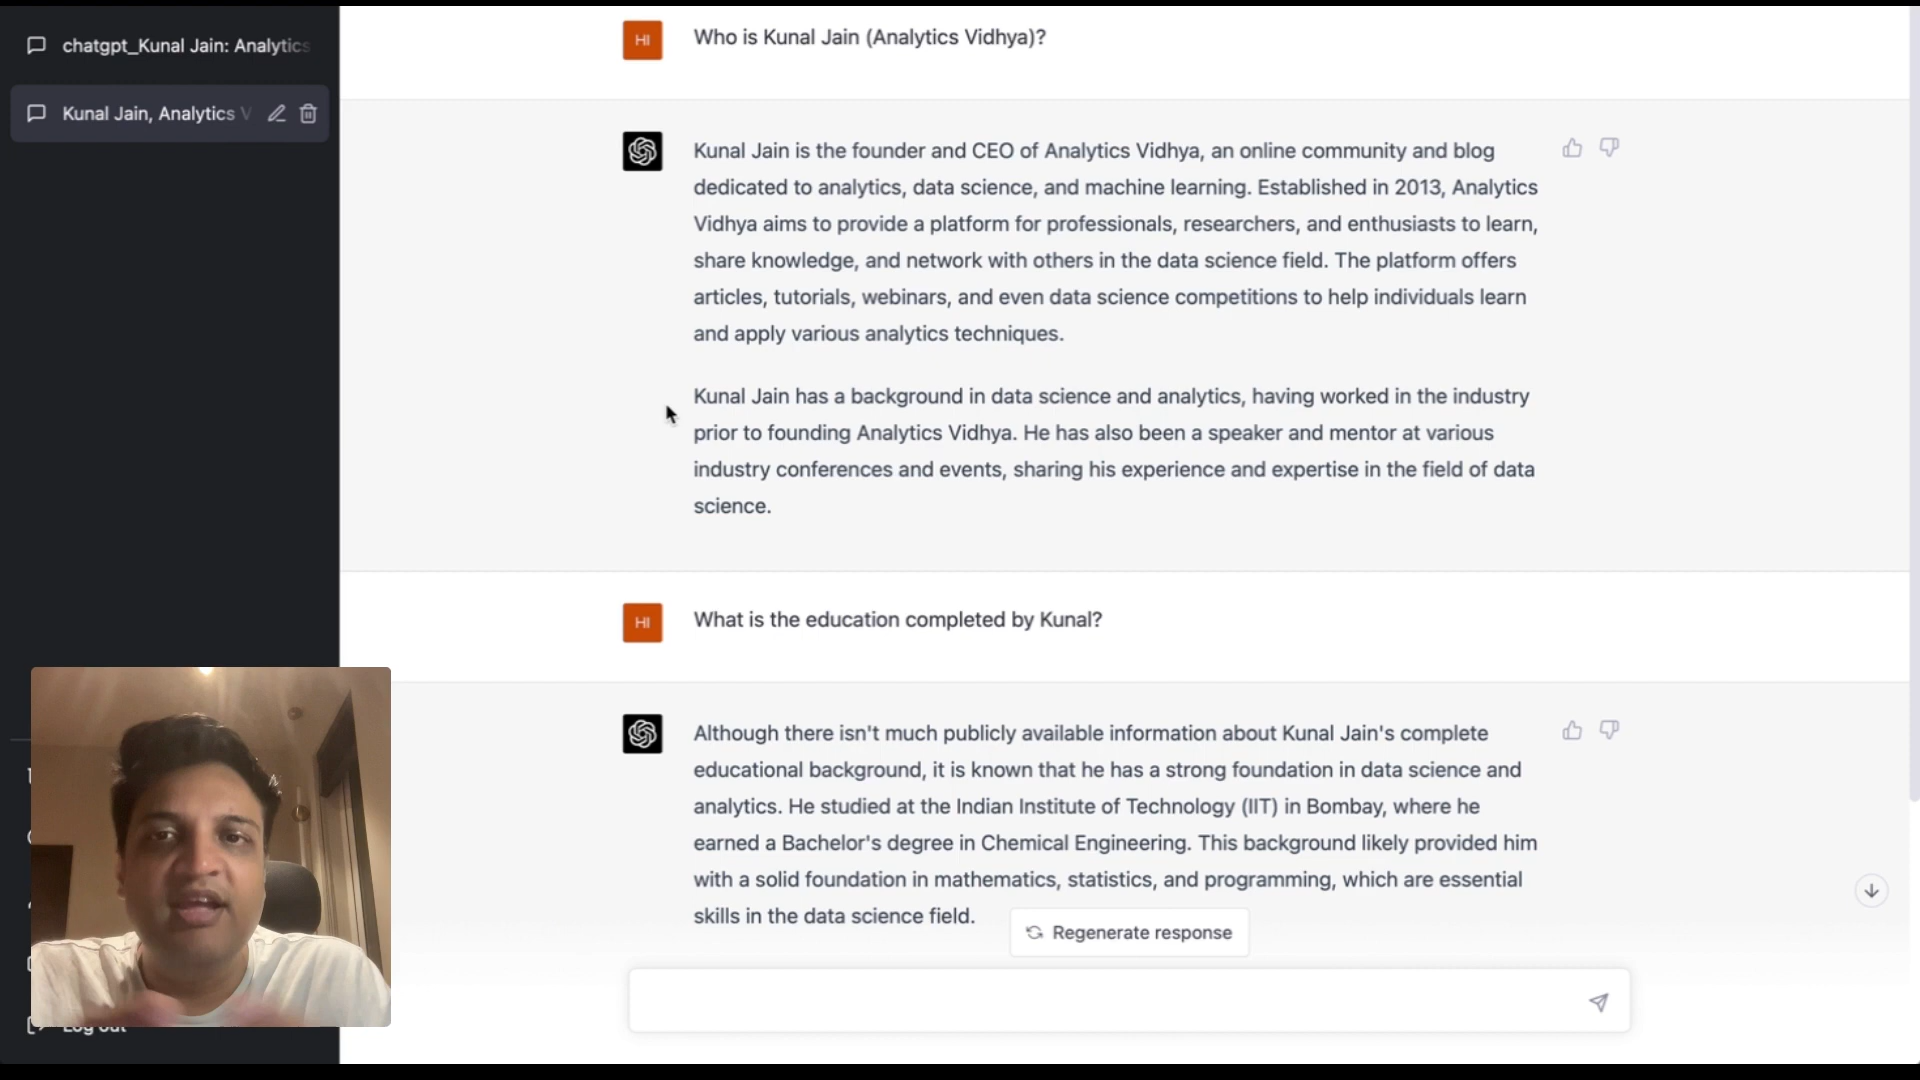 chatgpt_Kunal Jain: Analytics
Kunal Jain, Analytics V
HI
Who is Kunal Jain (Analytics Vidhya)?
Kunal Jain is the founder and CEO of Analytics Vidhya, an online community and blog
dedicated to analytics, data science, and machine learning. Established in 2013, Analytics
Vidhya aims to provide a platform for professionals, researchers, and enthusiasts to learn,
share knowledge, and network with others in the data science field. The platform offers
articles, tutorials, webinars, and even data science competitions to help individuals learn
and apply various analytics techniques.
Kunal Jain has a background in data science and analytics, having worked in the industry
prior to founding Analytics Vidhya. He has also been a speaker and mentor at various
industry conferences and events, sharing his experience and expertise in the field of data
science.
HI
What is the education completed by Kunal?
Although there isn't much publicly available information about Kunal Jain's complete
educational background, it is known that he has a strong foundation in data science and
analytics. He studied at the Indian Institute of Technology (IIT) in Bombay, where he
earned a Bachelor's degree in Chemical Engineering. This background likely provided him
with a solid foundation in mathematics, statistics, and programming, which are essential
skills in the data science field.
Regenerate response
Log out